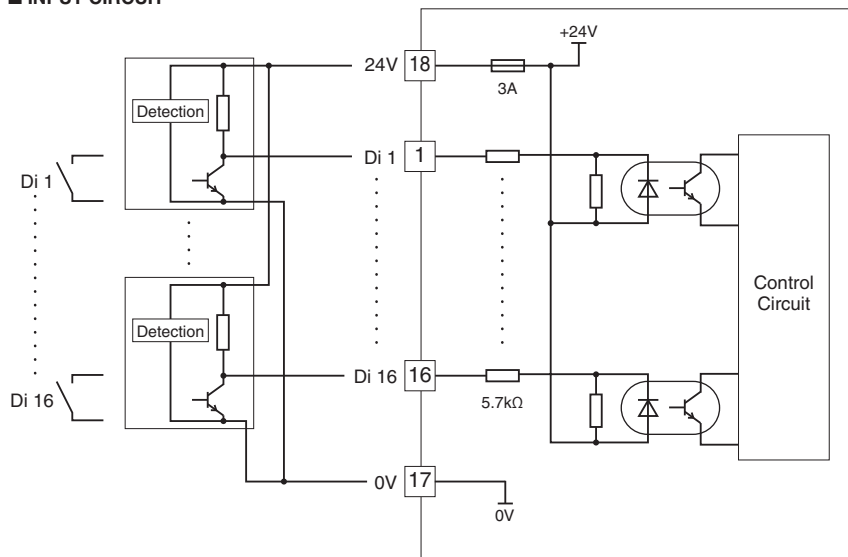 ■ INPUT CIRCUIT
+24V
24V 18
3A
Detection
Di 1 1
Di 1
Control
Circuit
Detection
Di 16 16
Di 16
5.7kΩ
0V 17
0V